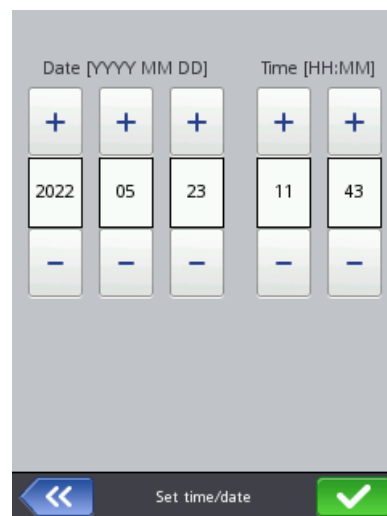 Date [YYYY MM DD] Time [HH:MM]
+ + + + +
2022 05 23 11 43
− − − − −
Set time/date